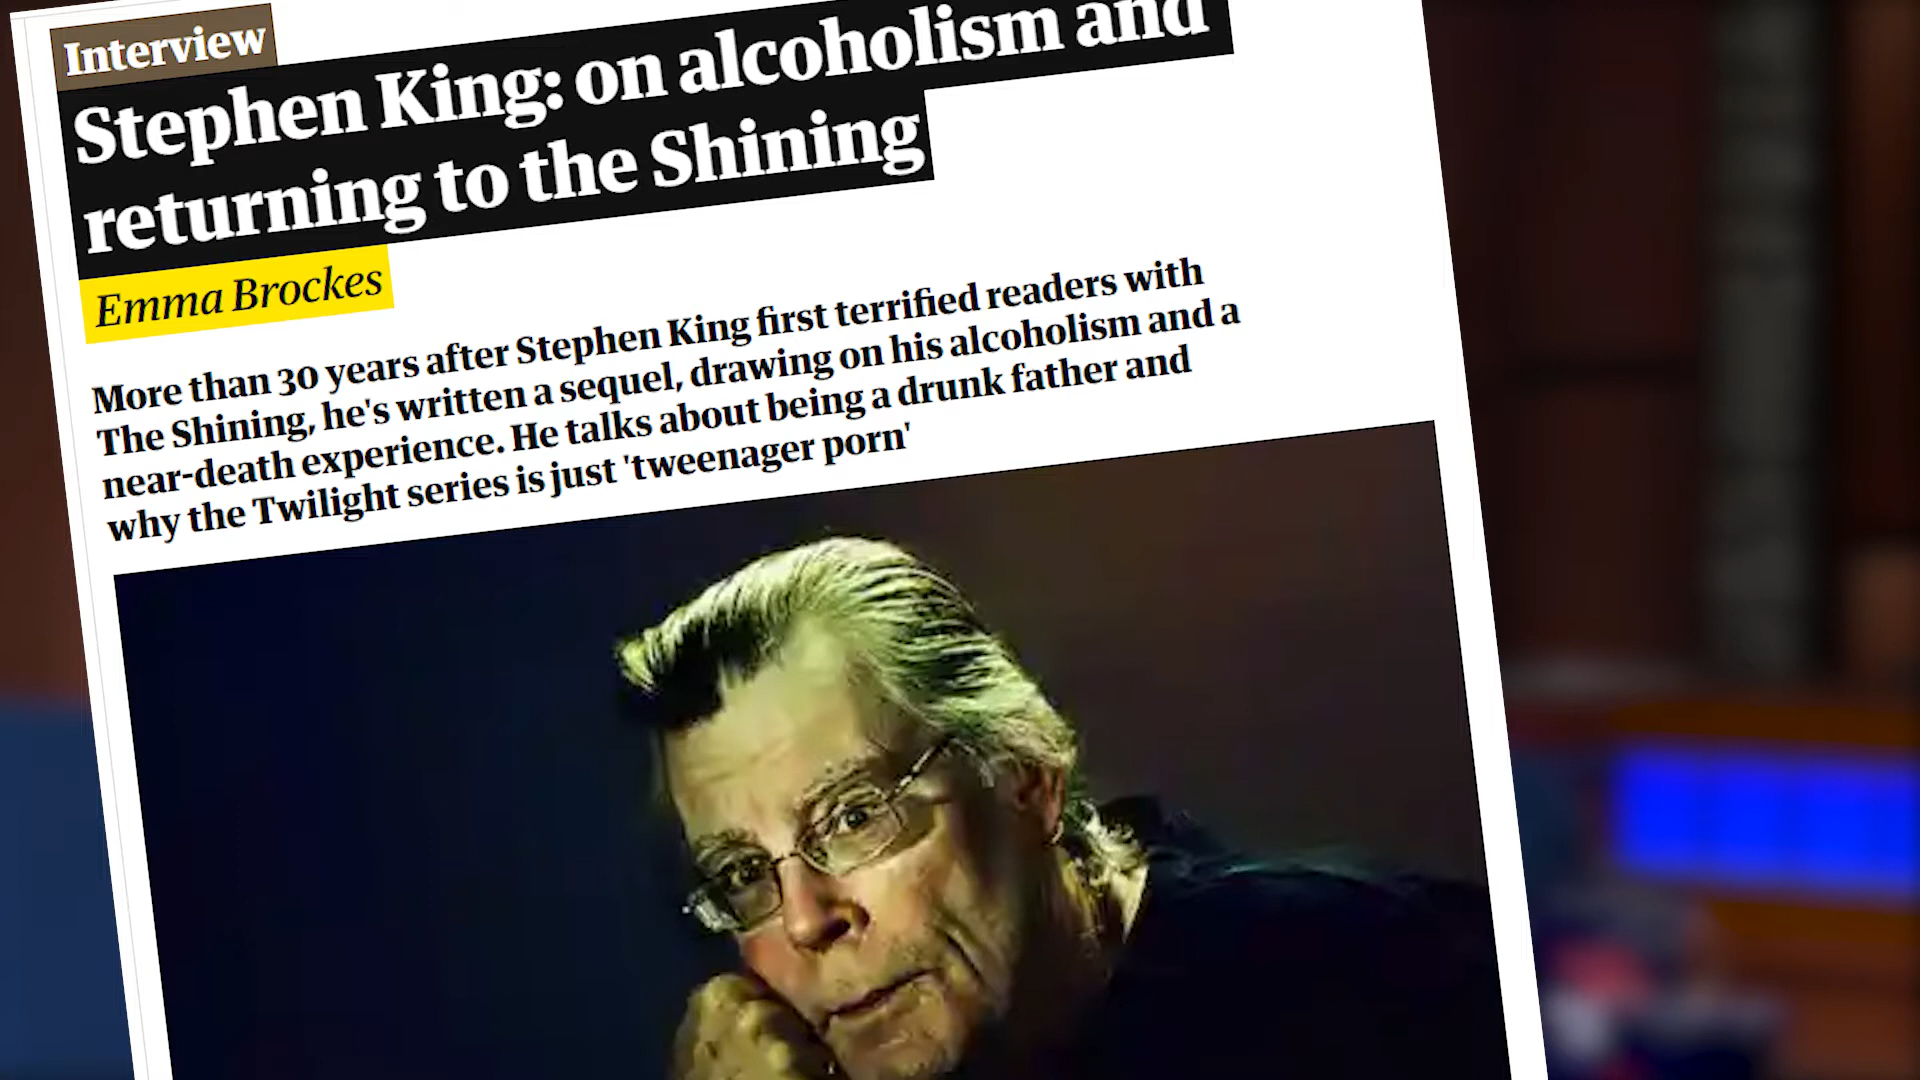 Interview
Stephen King: on alcoholism and
returning to the Shining
Emma Brockes
More than 30 years after Stephen King first terrified readers with
The Shining, he's written a sequel, drawing on his alcoholism and a
near-death experience. He talks about being a drunk father and
why the Twilight series is just 'tweenager porn'